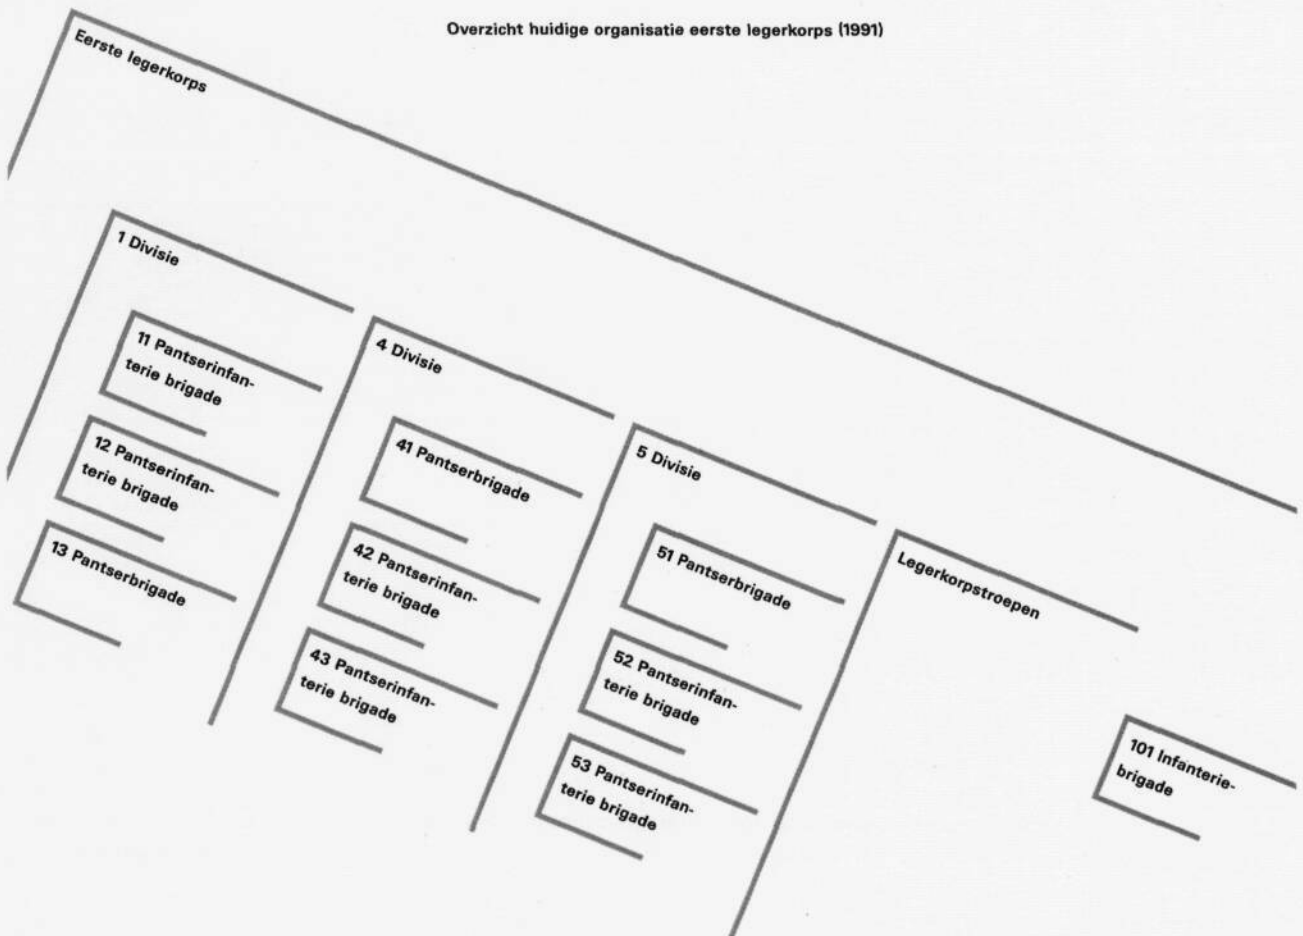 Overzicht huidige organisatie eerste legerkorps (1991)
Eerste legerkorps
1 Divisie
11 Pantserinfan-
terie brigade
12 Pantserinfan-
terie brigade
13 Pantserbrigade
4 Divisie
41 Pantserbrigade
42 Pantserinfan-
terie brigade
43 Pantserinfan-
terie brigade
5 Divisie
51 Pantserbrigade
52 Pantserinfan-
terie brigade
53 Pantserinfan-
terie brigade
Legerkorpstroepen
101 Infanterie-
brigade